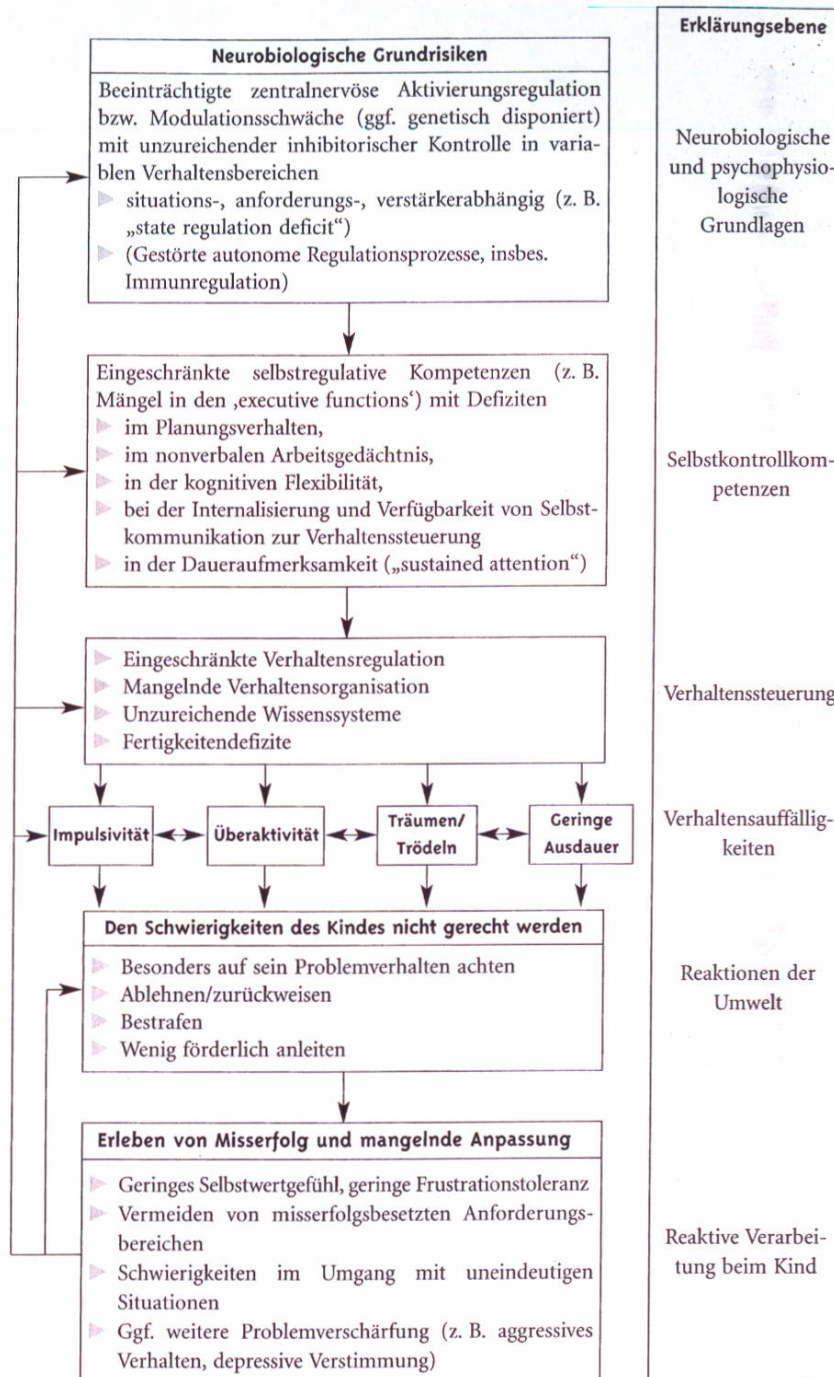 Neurobiologische Grundrisiken
Beeinträchtigte zentralnervöse Aktivierungsregulation
bzw. Modulationsschwäche (ggf. genetisch disponiert)
mit unzureichender inhibitorischer Kontrolle in varia-
blen Verhaltensbereichen
situations-, anforderungs-, verstärkerabhängig (z. B.
„state regulation deficit“)
(Gestörte autonome Regulationsprozesse, insbes.
Immunregulation)
Eingeschränkte selbstregulative Kompetenzen (z. B.
Mängel in den ‚executive functions‘) mit Defiziten
im Planungsverhalten,
im nonverbalen Arbeitsgedächtnis,
in der kognitiven Flexibilität,
bei der Internalisierung und Verfügbarkeit von Selbst-
kommunikation zur Verhaltenssteuerung
in der Daueraufmerksamkeit („sustained attention“)
Eingeschränkte Verhaltensregulation
Mangelnde Verhaltensorganisation
Unzureichende Wissenssysteme
Fertigkeitendefizite
Impulsivität
Überaktivität
Träumen/
Trödeln
Geringe
Ausdauer
Den Schwierigkeiten des Kindes nicht gerecht werden
Besonders auf sein Problemverhalten achten
Ablehnen/zurückweisen
Bestrafen
Wenig förderlich anleiten
Erleben von Misserfolg und mangelnde Anpassung
Geringes Selbstwertgefühl, geringe Frustrationstoleranz
Vermeiden von misserfolgsbesetzten Anforderungs-
bereichen
Schwierigkeiten im Umgang mit uneindeutigen
Situationen
Ggf. weitere Problemverschärfung (z. B. aggressives
Verhalten, depressive Verstimmung)
Erklärungsebene
Neurobiologische
und psychophysio-
logische
Grundlagen
Selbstkontrollkom-
petenzen
Verhaltenssteuerung
Verhaltensauffällig-
keiten
Reaktionen der
Umwelt
Reaktive Verarbei-
tung beim Kind